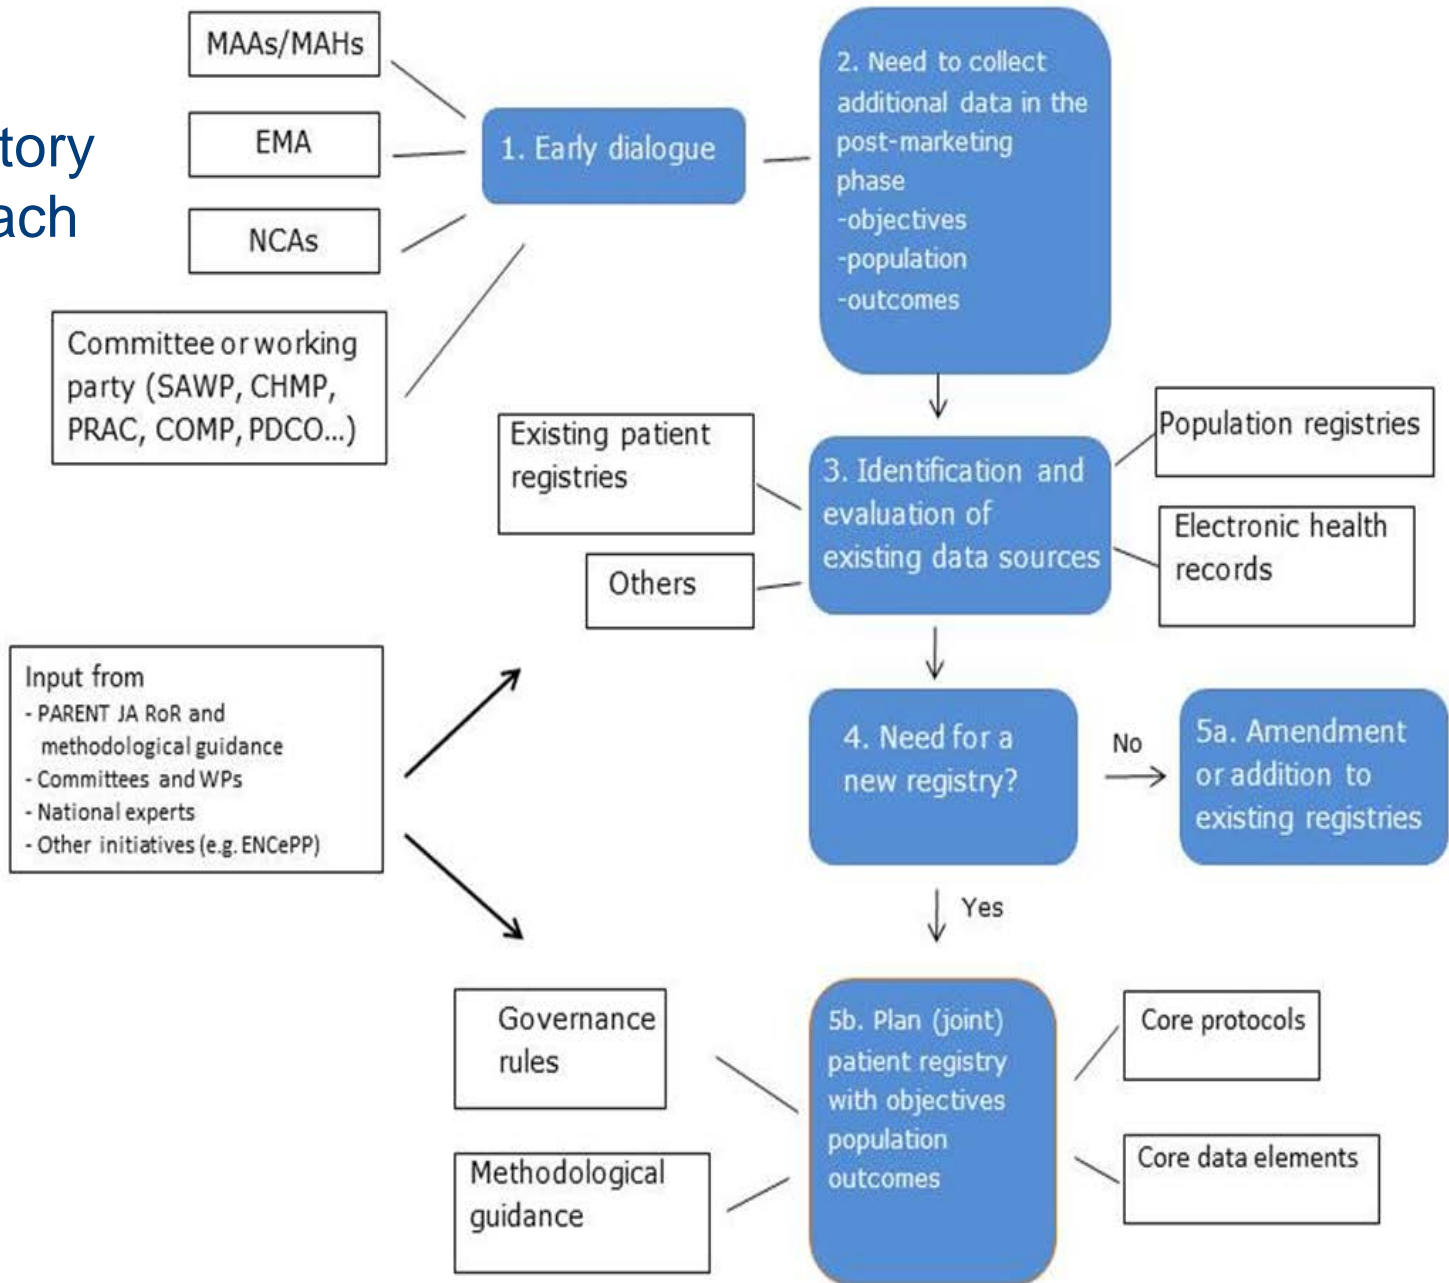 tory
ach
MAAs/MAHs
EMA
NCAs
Committee or working
party (SAWP, CHMP,
PRAC, COMP, PDCO...)
1. Early dialogue
2. Need to collect
additional data in the
post-marketing
phase
-objectives
-population
-outcomes
Existing patient
registries
Others
3. Identification and
evaluation of
existing data sources
Population registries
Electronic health
records
Input from
- PARENT JA RoR and
methodological guidance
- Committees and WPs
- National experts
- Other initiatives (e.g. ENCePP)
4. Need for a
new registry?
No
5a. Amendment
or addition to
existing registries
Yes
Governance
rules
Methodological
guidance
5b. Plan (joint)
patient registry
with objectives
population
outcomes
Core protocols
Core data elements